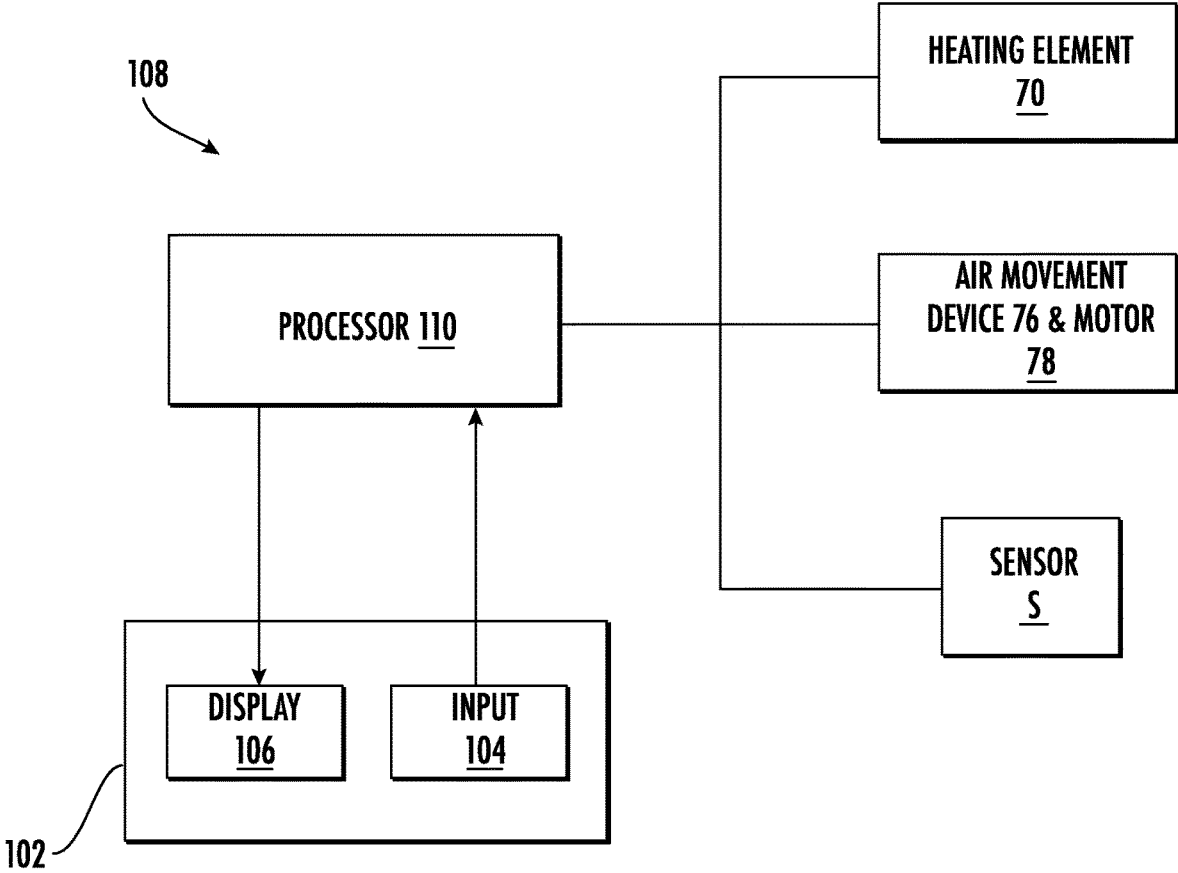 HEATING ELEMENT
70
108
PROCESSOR 110
AIR MOVEMENT
DEVICE 76 & MOTOR
78
SENSOR
S
DISPLAY
106
INPUT
104
102